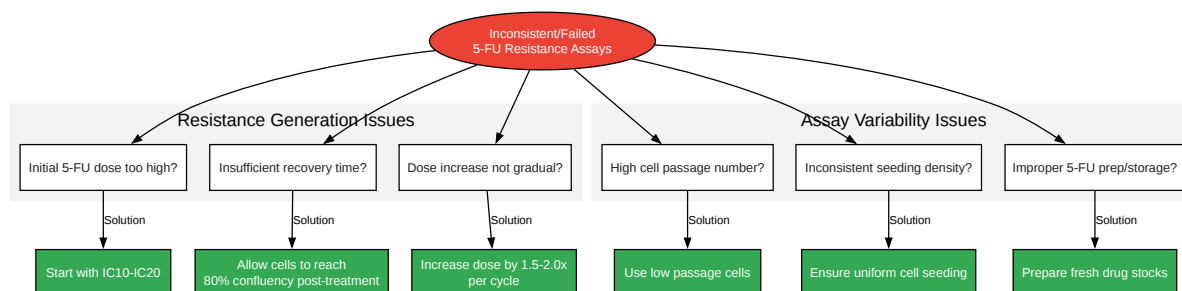 Inconsistent/Failed
5-FU Resistance Assays
Resistance Generation Issues
Assay Variability Issues
Initial 5-FU dose too high?
Insufficient recovery time?
Dose increase not gradual?
High cell passage number?
Inconsistent seeding density?
Improper 5-FU prep/storage?
Solution
Solution
Solution
Solution
Solution
Solution
Start with IC10-IC20
Allow cells to reach
80% confluency post-treatment
Increase dose by 1.5-2.0x
per cycle
Use low passage cells
Ensure uniform cell seeding
Prepare fresh drug stocks